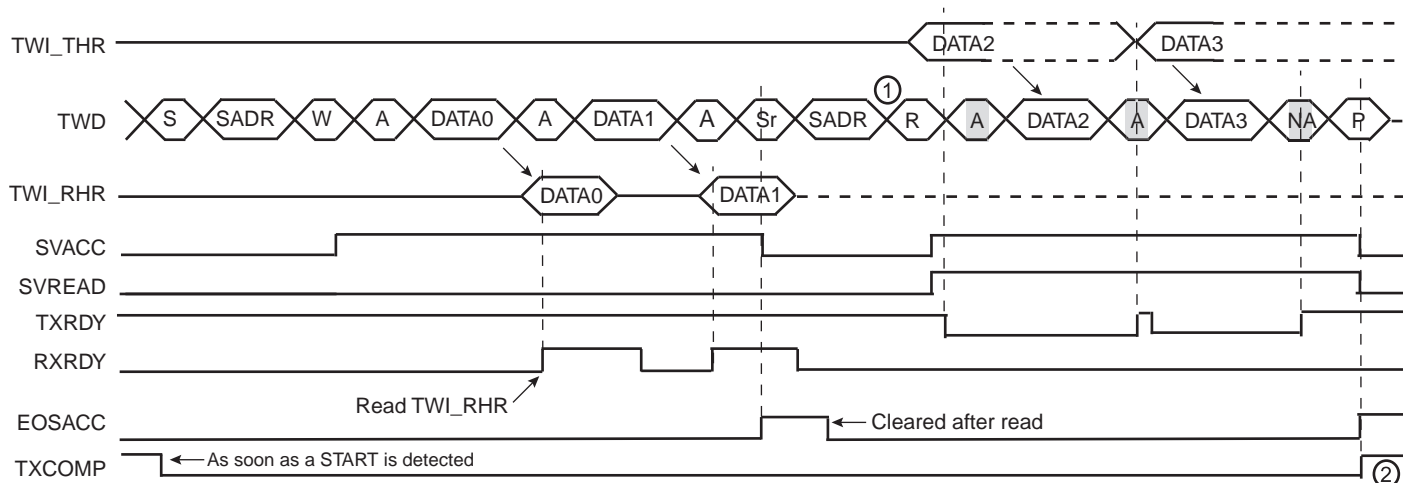 TWI_THR DATA2 DATA3
①
TWD S SADR W A DATA0 A DATA1 A Sr SADR R A DATA2 A DATA3 NA P
TWI_RHR DATA0 DATA1
SVACC
SVREAD
TXRDY
RXRDY
Read TWI_RHR
EOSACC Cleared after read
As soon as a START is detected
TXCOMP ②